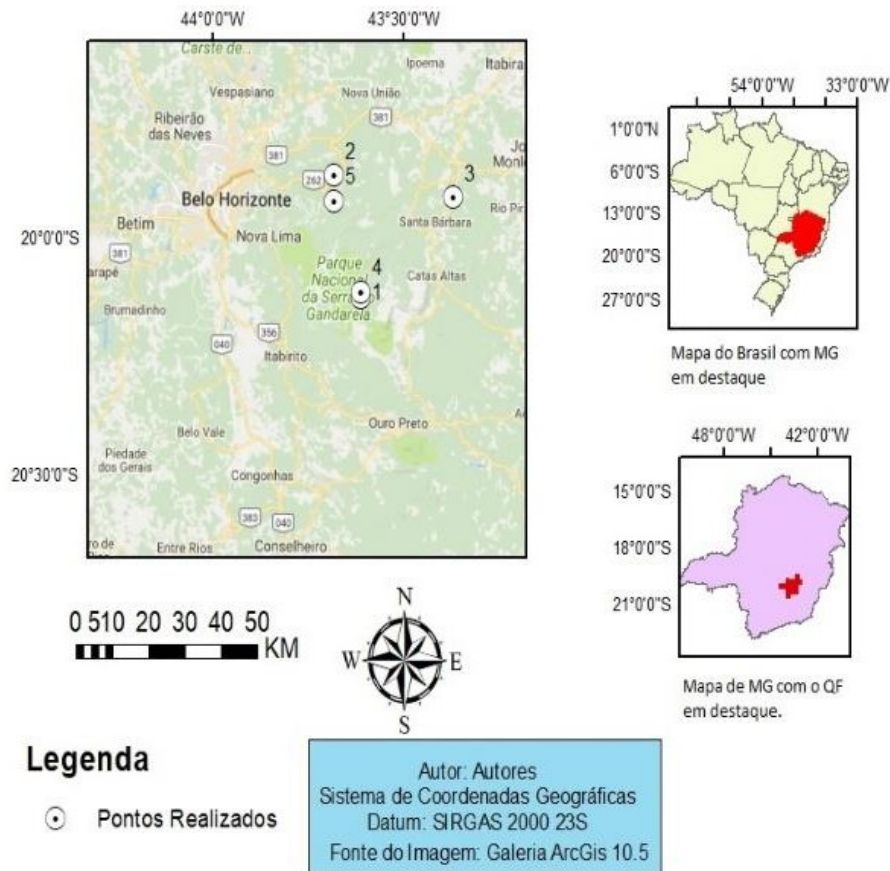 44°0'0"W 43°30'0"W
20°0'0"S
20°30'0"S
Carste de...
Ipoema
Itabira
Vespasiano
Nova União
Ribeirão
das Neves
381
381
2
262
5
3
Belo Horizonte
Betim
Santa Bárbara
Rio Pir
Nova Lima
381
Parque
Nacional
da Serra do
Gandarela
4
1
Catas Altas
arapé
Brumadinho
356
040
Itabirito
Ouro Preto
Belo Vale
Piedade
dos Gerais
Congonhas
383
040
Entre Rios
Conselheiro
54°0'0"W 33°0'0"W
1°0'0"N
6°0'0"S
13°0'0"S
20°0'0"S
27°0'0"S
Mapa do Brasil com MG
em destaque
48°0'0"W 42°0'0"W
15°0'0"S
18°0'0"S
21°0'0"S
Mapa de MG com o QF
em destaque.
0 510 20 30 40 50
KM
N
W E
S
Legenda
Pontos Realizados
Autor: Autores
Sistema de Coordenadas Geográficas
Datum: SIRGAS 2000 23S
Fonte do Imagem: Galeria ArcGis 10.5